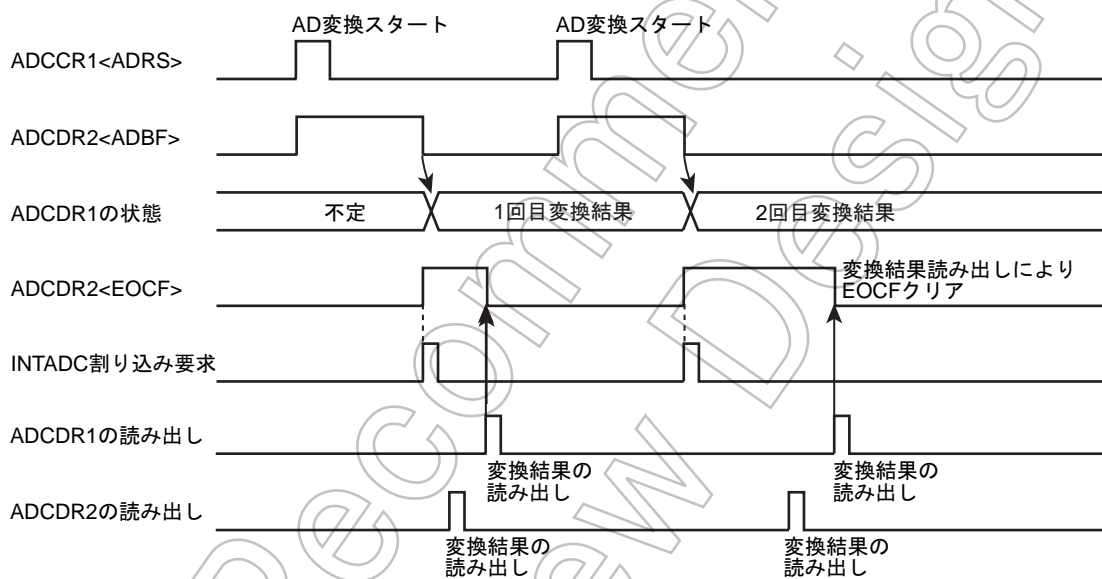 AD変換スタート
AD変換スタート
ADCCR1<ADRS>
ADCDR2<ADBF>
ADCDR1の状態
不定
1回目変換結果
2回目変換結果
ADCDR2<EOCF>
変換結果読み出しにより
EOCFクリア
INTADC割り込み要求
ADCDR1の読み出し
変換結果の
読み出し
変換結果の
読み出し
ADCDR2の読み出し
変換結果の
読み出し
変換結果の
読み出し